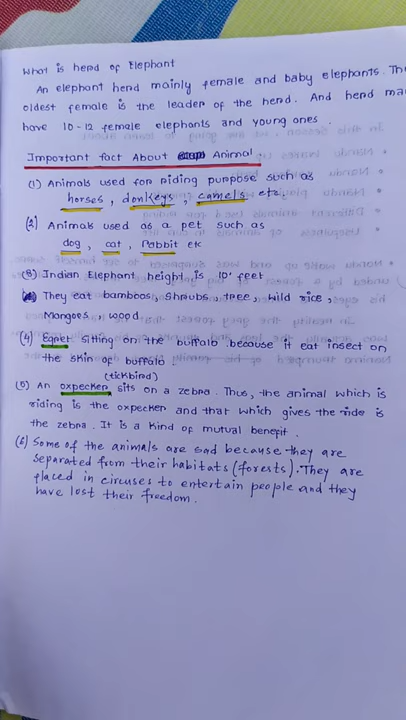 What is herd of Elephant
An elephant herd mainly female and baby elephants. The
oldest female is the leader of the herd. And herd ma
have 10-12 female elephants and young ones.
Important fact About Animal.
(1) Animals used for riding purpose such as
horses, donkeys, camels etc.
(2) Animals used as a pet such as
dog, cat, Rabbit etc
(3) Indian Elephant height is 10' feet
They eat bamboos, Shrubs, tree, wild rice,
Mangoes, wood
(4) Egret sitting on the buffalo because it eat insect on
the skin of buffalo.
(tickbird)
(5) An oxpecker sits on a zebra. Thus, the animal which is
riding is the oxpecker and that which gives the ride is
the zebra. It is a kind of mutual benefit.
(6) Some of the animals are sad because they are
separated from their habitats (forests). They are
placed in circuses to entertain people and they
have lost their freedom.